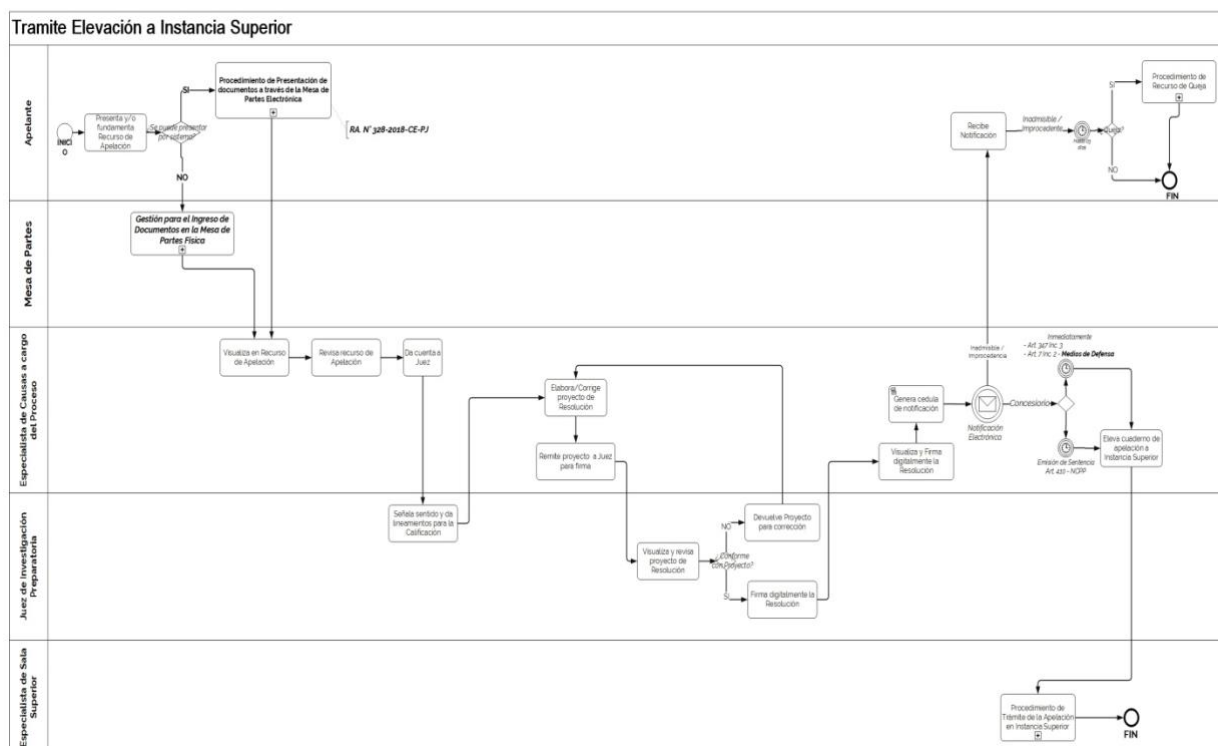 Tramite Elevación a Instancia Superior
Apelante
INICI
O
Presenta y/o
fundamenta
Recurso de
Apelación
¿Se puede presentar
por sistema?
SI
NO
Procedimiento de Presentación de
documentos a través de la Mesa de
Partes Electrónica
RA. N° 328-2018-CE-PJ
Recibe
Notificación
Inadmisible /
Improcedente
¿Queja?
SI
NO
Procedimiento de
Recurso de Queja
FIN
Mesa de Partes
Gestión para el Ingreso de
Documentos en la Mesa de
Partes Física
Especialista de Causas a cargo
del Proceso
Visualiza en Recurso
de Apelación
Revisa recurso de
Apelación
Da cuenta a
Juez
Elabora/Corrige
proyecto de
Resolución
Remite proyecto a Juez
para firma
Visualiza y Firma
digitalmente la
Resolución
Genera cedula
de notificación
Inadmisible /
Improcedencia
Notificación
Electrónica
Concesiorio
Inmediatamente
- Art. 347 Inc. 3
- Art. 7 Inc. 2 - Medios de Defensa
Emisión de Sentencia
Art. 410 - NCPP
Eleva cuaderno de
apelación a
Instancia Superior
Juez de Investigación
Preparatoria
Señala sentido y da
lineamientos para la
Calificación
Visualiza y revisa
proyecto de
Resolución
¿Conforme
con Proyecto?
NO
SI
Devuelve Proyecto
para corrección
Firma digitalmente la
Resolución
Especialista de Sala
Superior
Procedimiento de
Trámite de la Apelación
en Instancia Superior
FIN